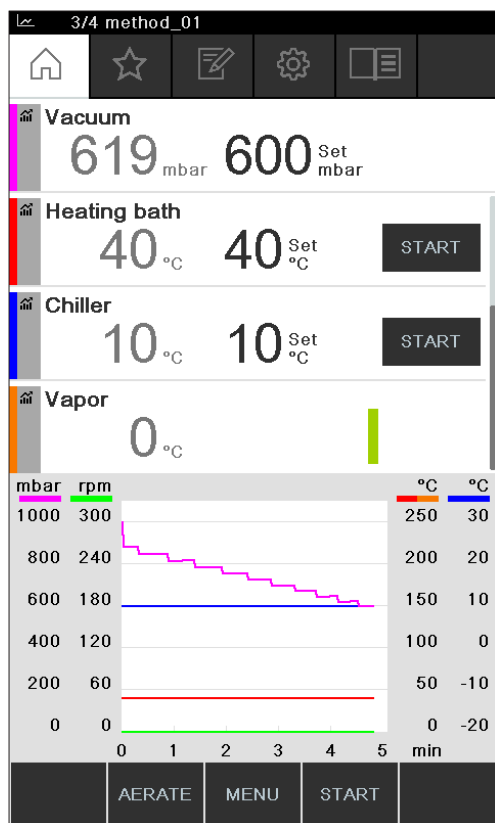 3/4 method_01
Vacuum
619 mbar 600 Set mbar
Heating bath
40 °C 40 Set °C START
Chiller
10 °C 10 Set °C START
Vapor
0 °C
mbar rpm °C °C
1000 300 250 30
800 240 200 20
600 180 150 10
400 120 100 0
200 60 50 -10
0 0 0 -20
0 1 2 3 4 5 min
AERATE MENU START